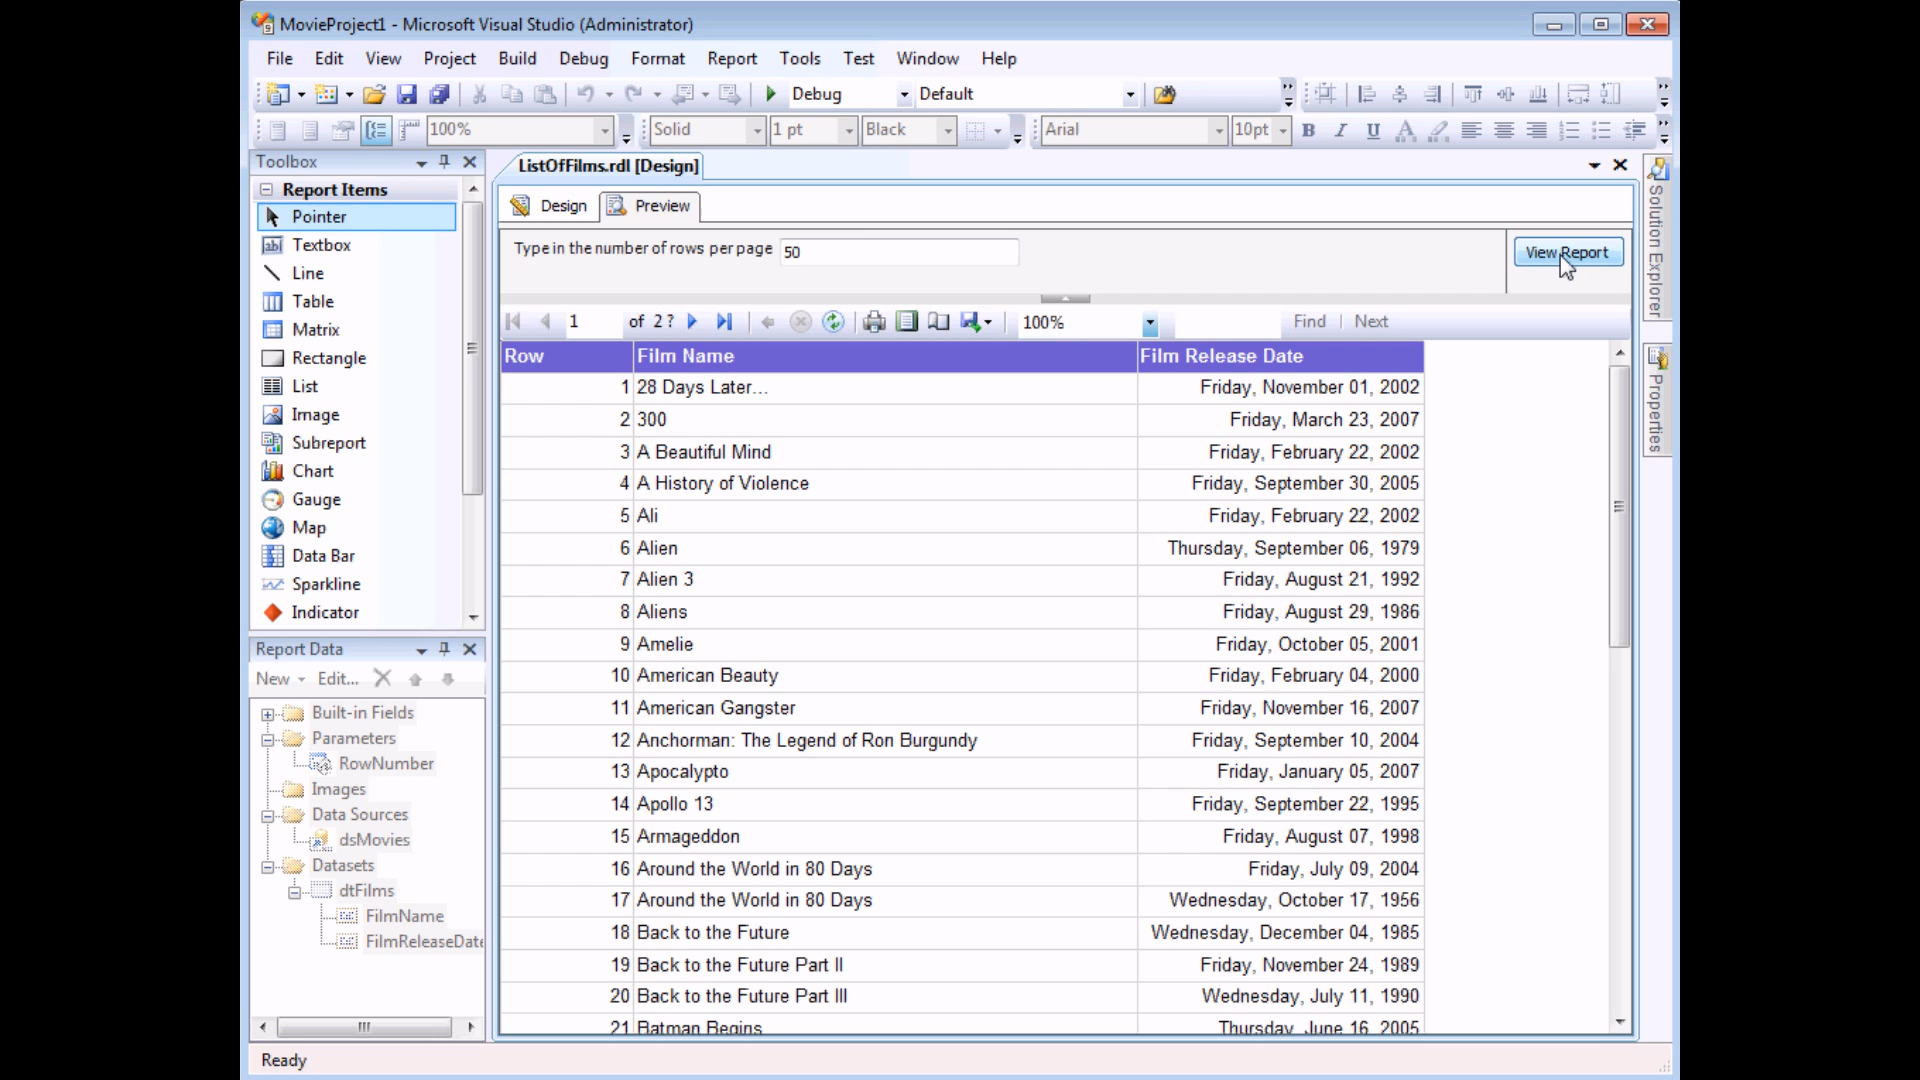 MovieProject1 - Microsoft Visual Studio (Administrator)
File Edit View Project Build Debug Format Report Tools Test Window Help
Debug Default
100% Solid 1 pt Black Arial 10pt B I U A
Toolbox
Report Items
Pointer
Textbox
Line
Table
Matrix
Rectangle
List
Image
Subreport
Chart
Gauge
Map
Data Bar
Sparkline
Indicator
Report Data
New Edit...
Built-in Fields
Parameters
RowNumber
Images
Data Sources
dsMovies
Datasets
dtFilms
FilmName
FilmReleaseDate
ListOfFilms.rdl [Design]
Design Preview
Type in the number of rows per page 50 View Report
1 of 2 ? 100% Find | Next
Row Film Name Film Release Date
1 28 Days Later... Friday, November 01, 2002
2 300 Friday, March 23, 2007
3 A Beautiful Mind Friday, February 22, 2002
4 A History of Violence Friday, September 30, 2005
5 Ali Friday, February 22, 2002
6 Alien Thursday, September 06, 1979
7 Alien 3 Friday, August 21, 1992
8 Aliens Friday, August 29, 1986
9 Amelie Friday, October 05, 2001
10 American Beauty Friday, February 04, 2000
11 American Gangster Friday, November 16, 2007
12 Anchorman: The Legend of Ron Burgundy Friday, September 10, 2004
13 Apocalypto Friday, January 05, 2007
14 Apollo 13 Friday, September 22, 1995
15 Armageddon Friday, August 07, 1998
16 Around the World in 80 Days Friday, July 09, 2004
17 Around the World in 80 Days Wednesday, October 17, 1956
18 Back to the Future Wednesday, December 04, 1985
19 Back to the Future Part II Friday, November 24, 1989
20 Back to the Future Part III Wednesday, July 11, 1990
21 Batman Begins Thursday, June 16, 2005
Solution Explorer
Properties
Ready